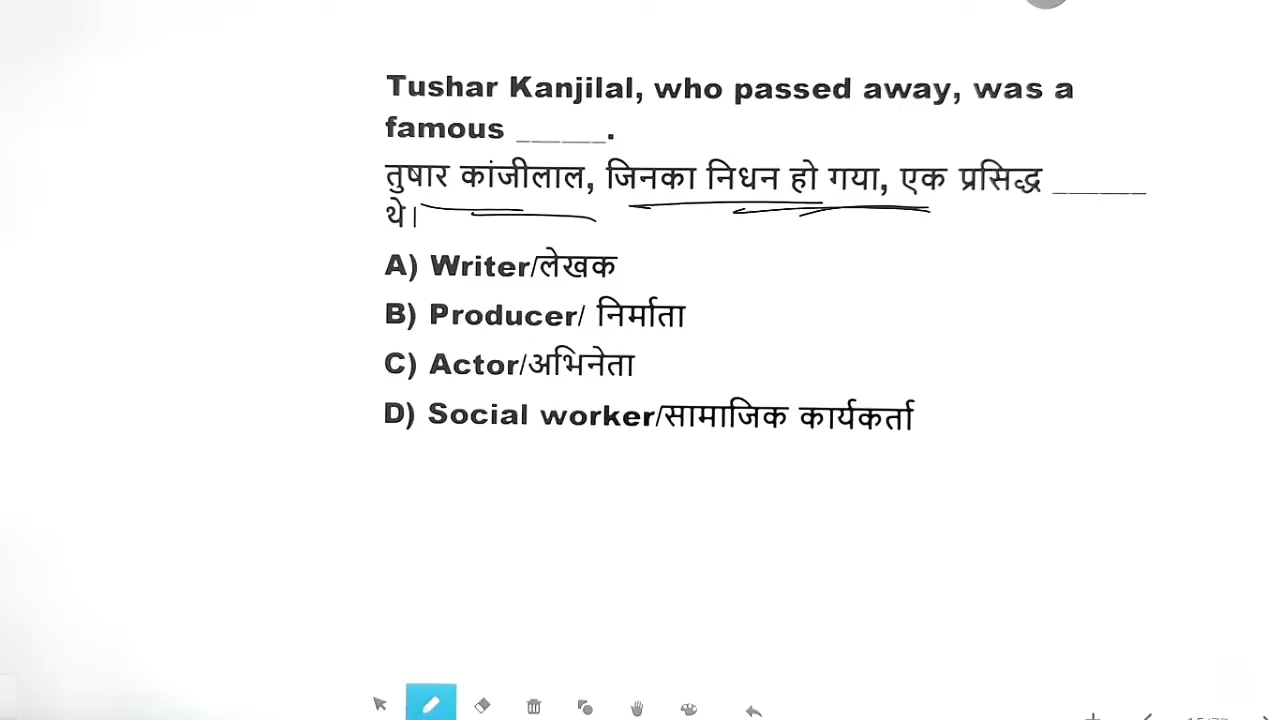 Tushar Kanjilal, who passed away, was a
famous _____.
तुषार कांजीलाल, जिनका निधन हो गया, एक प्रसिद्ध _____
थे।
A) Writer/लेखक
B) Producer/ निर्माता
C) Actor/अभिनेता
D) Social worker/सामाजिक कार्यकर्ता